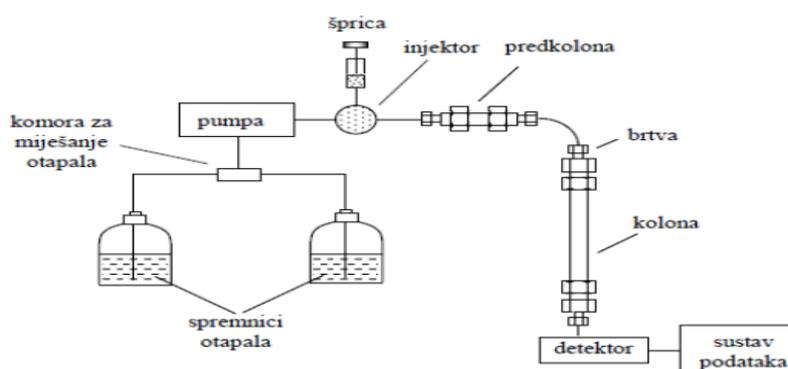 šprica
injektor
predkolona
pumpa
komora za
miješanje
otapala
brtva
kolona
spremnici
otapala
detektor
sustav
podataka